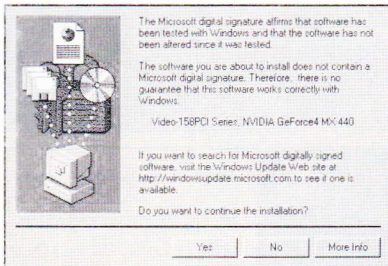 The Microsoft digital signature affirms that software has
been tested with Windows and that the software has not
been altered since it was tested.
The software you are about to install does not contain a
Microsoft digital signature. Therefore, there is no
guarantee that this software works correctly with
Windows.
Video-158PCI Series, NVIDIA GeForce4 MX 440
If you want to search for Microsoft digitally signed
software, visit the Windows Update Web site at
http://windowsupdate.microsoft.com to see if one is
available.
Do you want to continue the installation?
Yes
No
More Info